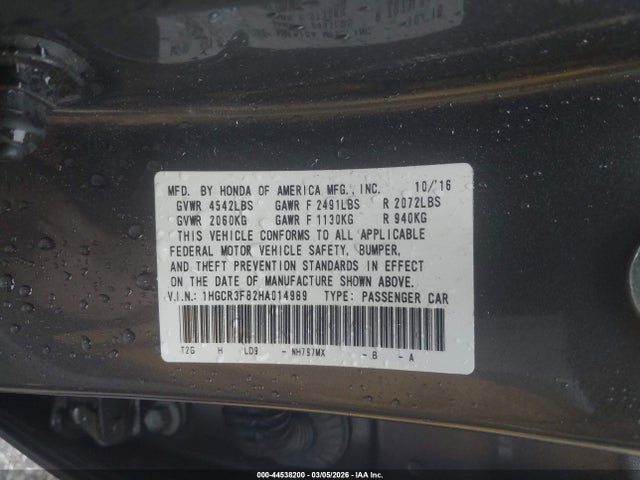 MFD. BY HONDA OF AMERICA MFG., INC. 10/'16
GVWR 4542LBS GAWR F 2491LBS R 2072LBS
GVWR 2060KG GAWR F 1130KG R 940KG
THIS VEHICLE CONFORMS TO ALL APPLICABLE
FEDERAL MOTOR VEHICLE SAFETY, BUMPER,
AND THEFT PREVENTION STANDARDS IN EFFECT
ON THE DATE OF MANUFACTURE SHOWN ABOVE.
V.I.N.: 1HGCR3F82HA014989 TYPE: PASSENGER CAR
T2G H LD9 - NH797MX - B - A
000-44538200 - 03/05/2026 - IAA Inc.